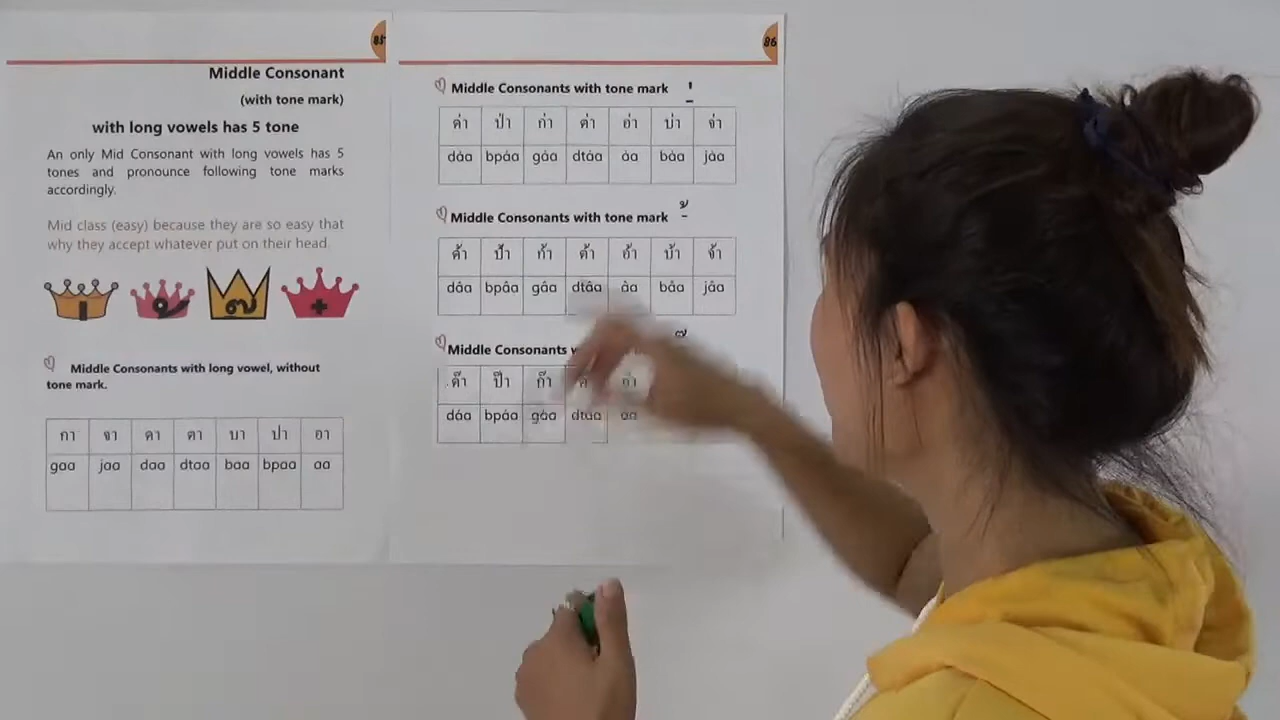 85
Middle Consonant
(with tone mark)
with long vowels has 5 tone
An only Mid Consonant with long vowels has 5
tones and pronounce following tone marks
accordingly.
Mid class (easy) because they are so easy that
why they accept whatever put on their head.
Middle Consonants with long vowel, without
tone mark.
กา จา ดา ตา บา ปา อา
gaa jaa daa dtaa baa bpaa aa
86
Middle Consonants with tone mark -่
ด่า ป่า ก่า ต่า อ่า บ่า จ่า
dàa bpàa gàa dtàa àa bàa jàa
Middle Consonants with tone mark -้
ด้า ป้า ก้า ต้า อ้า บ้า จ้า
dâa bpâa gâa dtâa âa bâa jâa
Middle Consonants
ด๊า ป๊า ก๊า
dáa bpáa gáa dtáa áa